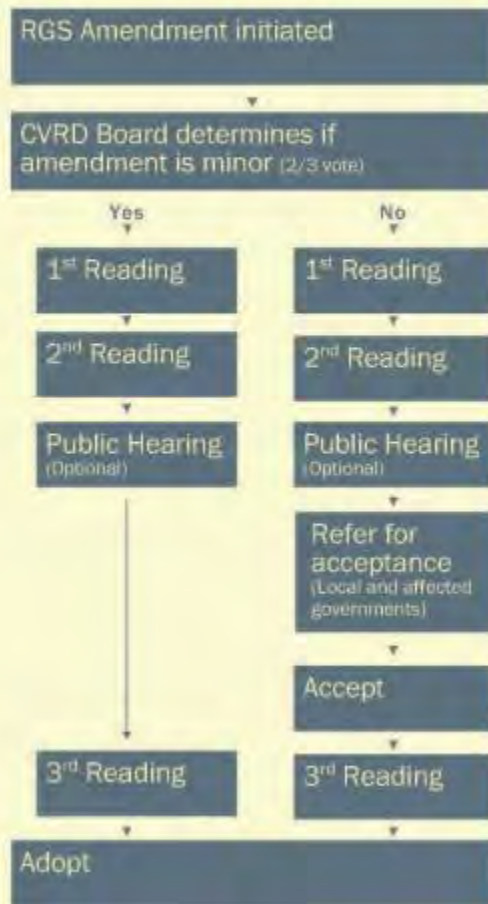 RGS Amendment initiated
CVRD Board determines if
amendment is minor (2/3 vote)
Yes
No
1st Reading
1st Reading
2nd Reading
2nd Reading
Public Hearing
(Optional)
Public Hearing
(Optional)
Refer for
acceptance
(Local and affected
governments)
Accept
3rd Reading
3rd Reading
Adopt